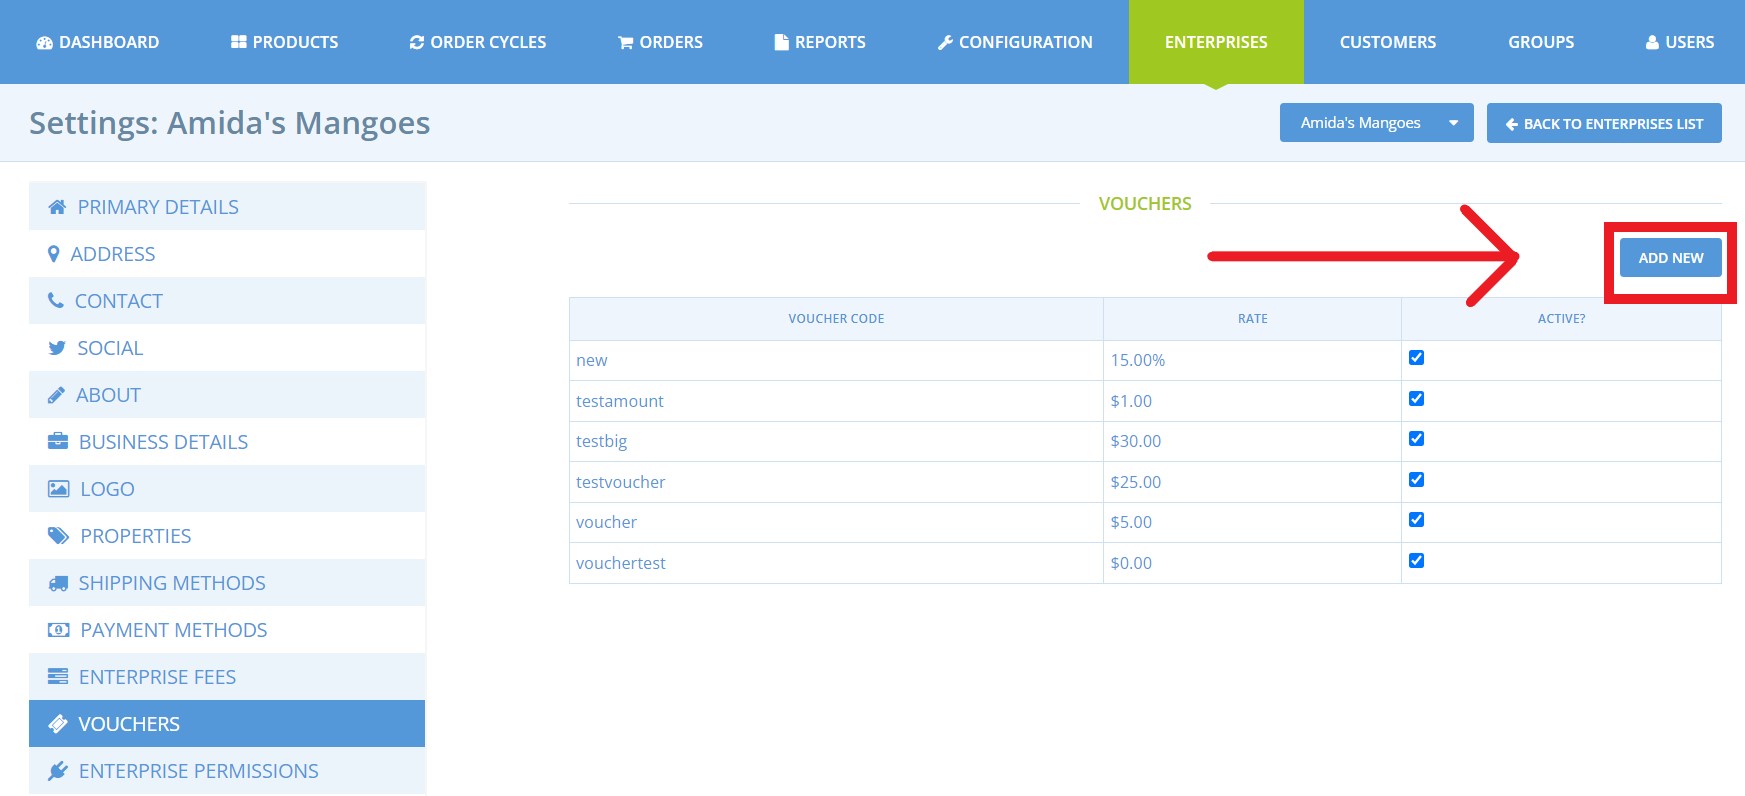 DASHBOARD PRODUCTS ORDER CYCLES ORDERS REPORTS CONFIGURATION ENTERPRISES CUSTOMERS GROUPS USERS
Settings: Amida's Mangoes
Amida's Mangoes
BACK TO ENTERPRISES LIST
PRIMARY DETAILS
ADDRESS
CONTACT
SOCIAL
ABOUT
BUSINESS DETAILS
LOGO
PROPERTIES
SHIPPING METHODS
PAYMENT METHODS
ENTERPRISE FEES
VOUCHERS
ENTERPRISE PERMISSIONS
VOUCHERS
ADD NEW
VOUCHER CODE RATE ACTIVE?
new 15.00%
testamount $1.00
testbig $30.00
testvoucher $25.00
voucher $5.00
vouchertest $0.00